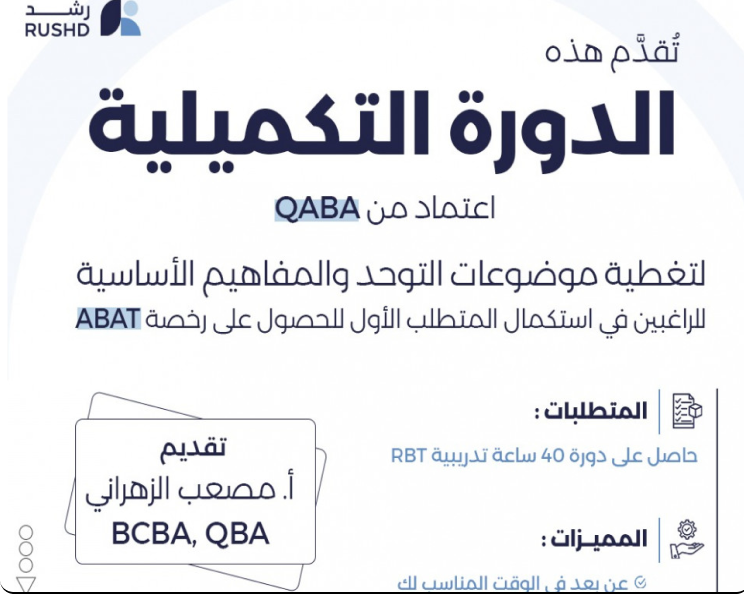 رشــد
RUSHD
تُقدَّم هذه
الدورة التكميلية
اعتماد من QABA
لتغطية موضوعات التوحد والمفاهيم الأساسية
للراغبين في استكمال المتطلب الأول للحصول على رخصة ABAT
المتطلبات :
حاصل على دورة 40 ساعة تدريبية RBT
تقديم
أ. مصعب الزهراني
BCBA, QBA
المميــزات :
عن بعد في الوقت المناسب لك